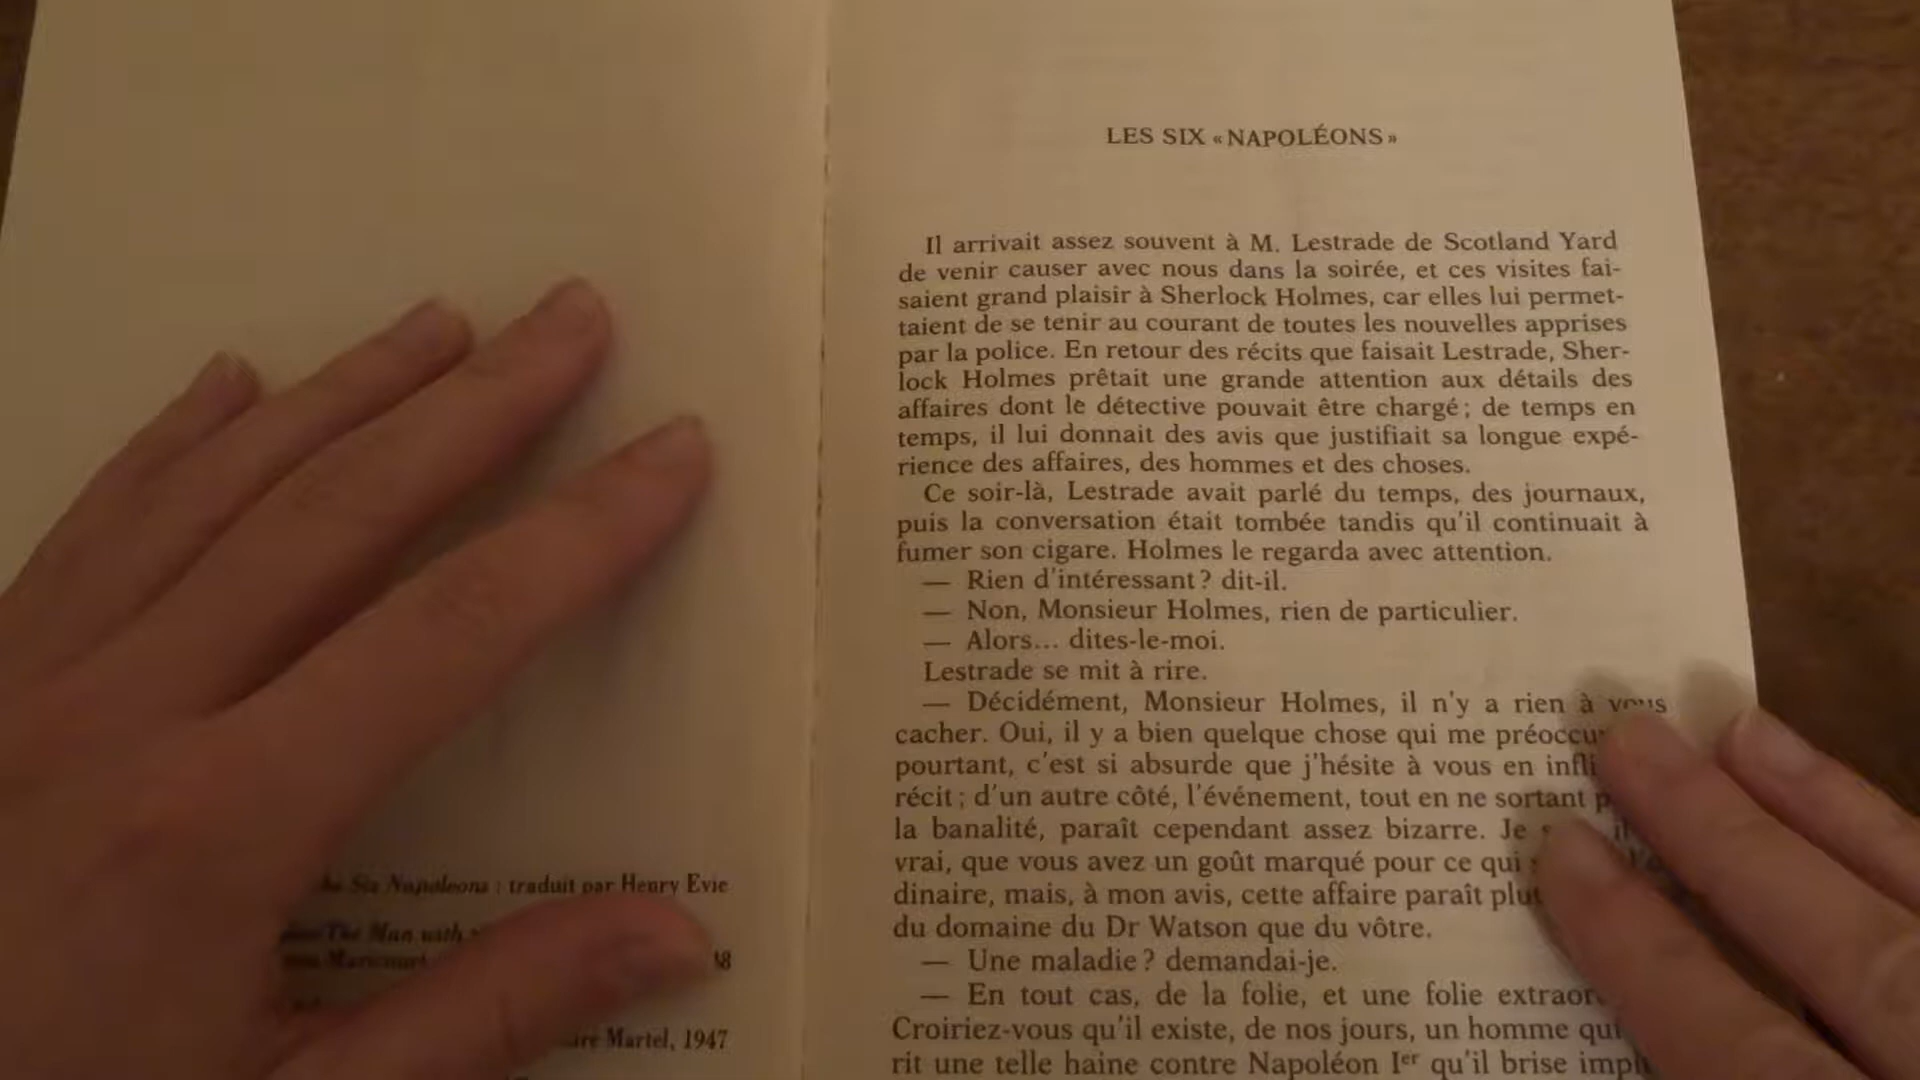 Six Napoleons : traduit par Henry Evie
The Man with
Maricourt
Martel, 1947
LES SIX «NAPOLÉONS»
Il arrivait assez souvent à M. Lestrade de Scotland Yard
de venir causer avec nous dans la soirée, et ces visites fai-
saient grand plaisir à Sherlock Holmes, car elles lui permet-
taient de se tenir au courant de toutes les nouvelles apprises
par la police. En retour des récits que faisait Lestrade, Sher-
lock Holmes prêtait une grande attention aux détails des
affaires dont le détective pouvait être chargé ; de temps en
temps, il lui donnait des avis que justifiait sa longue expé-
rience des affaires, des hommes et des choses.
Ce soir-là, Lestrade avait parlé du temps, des journaux,
puis la conversation était tombée tandis qu'il continuait à
fumer son cigare. Holmes le regarda avec attention.
— Rien d'intéressant ? dit-il.
— Non, Monsieur Holmes, rien de particulier.
— Alors... dites-le-moi.
Lestrade se mit à rire.
— Décidément, Monsieur Holmes, il n'y a rien à vous
cacher. Oui, il y a bien quelque chose qui me
pourtant, c'est si absurde que j'hésite à vous en
récit ; d'un autre côté, l'événement, tout en ne sortant
la banalité, paraît cependant assez bizarre. Je
vrai, que vous avez un goût marqué pour ce qui
dinaire, mais, à mon avis, cette affaire paraît
du domaine du Dr Watson que du vôtre.
— Une maladie ? demandai-je.
— En tout cas, de la folie, et une folie
Croiriez-vous qu'il existe, de nos jours, un homme qui
rit une telle haine contre Napoléon Ier qu'il brise